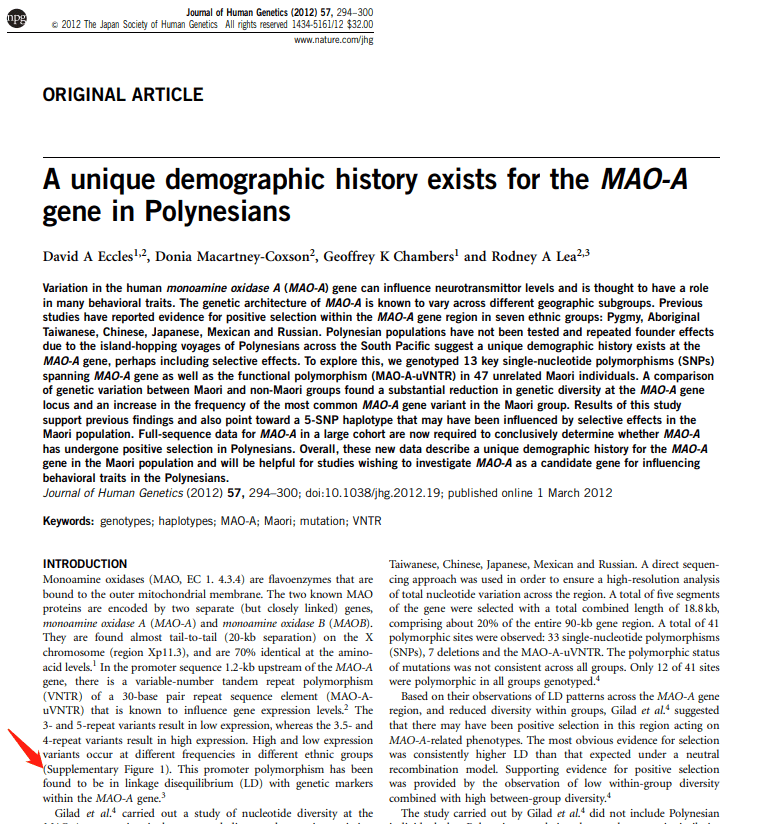 npg
Journal of Human Genetics (2012) 57, 294–300
© 2012 The Japan Society of Human Genetics All rights reserved 1434-5161/12 $32.00
www.nature.com/jhg
ORIGINAL ARTICLE
A unique demographic history exists for the MAO-A
gene in Polynesians
David A Eccles1,2, Donia Macartney-Coxson2, Geoffrey K Chambers1 and Rodney A Lea2,3
Variation in the human monoamine oxidase A (MAO-A) gene can influence neurotransmittor levels and is thought to have a role
in many behavioral traits. The genetic architecture of MAO-A is known to vary across different geographic subgroups. Previous
studies have reported evidence for positive selection within the MAO-A gene region in seven ethnic groups: Pygmy, Aboriginal
Taiwanese, Chinese, Japanese, Mexican and Russian. Polynesian populations have not been tested and repeated founder effects
due to the island-hopping voyages of Polynesians across the South Pacific suggest a unique demographic history exists at the
MAO-A gene, perhaps including selective effects. To explore this, we genotyped 13 key single-nucleotide polymorphisms (SNPs)
spanning MAO-A gene as well as the functional polymorphism (MAO-A-uVNTR) in 47 unrelated Maori individuals. A comparison
of genetic variation between Maori and non-Maori groups found a substantial reduction in genetic diversity at the MAO-A gene
locus and an increase in the frequency of the most common MAO-A gene variant in the Maori group. Results of this study
support previous findings and also point toward a 5-SNP haplotype that may have been influenced by selective effects in the
Maori population. Full-sequence data for MAO-A in a large cohort are now required to conclusively determine whether MAO-A
has undergone positive selection in Polynesians. Overall, these new data describe a unique demographic history for the MAO-A
gene in the Maori population and will be helpful for studies wishing to investigate MAO-A as a candidate gene for influencing
behavioral traits in the Polynesians.
Journal of Human Genetics (2012) 57, 294–300; doi:10.1038/jhg.2012.19; published online 1 March 2012
Keywords: genotypes; haplotypes; MAO-A; Maori; mutation; VNTR
INTRODUCTION
Monoamine oxidases (MAO, EC 1. 4.3.4) are flavoenzymes that are
bound to the outer mitochondrial membrane. The two known MAO
proteins are encoded by two separate (but closely linked) genes,
monoamine oxidase A (MAO-A) and monoamine oxidase B (MAOB).
They are found almost tail-to-tail (20-kb separation) on the X
chromosome (region Xp11.3), and are 70% identical at the amino-
acid levels.1 In the promoter sequence 1.2-kb upstream of the MAO-A
gene, there is a variable-number tandem repeat polymorphism
(VNTR) of a 30-base pair repeat sequence element (MAO-A-
uVNTR) that is known to influence gene expression levels.2 The
3- and 5-repeat variants result in low expression, whereas the 3.5- and
4-repeat variants result in high expression. High and low expression
variants occur at different frequencies in different ethnic groups
(Supplementary Figure 1). This promoter polymorphism has been
found to be in linkage disequilibrium (LD) with genetic markers
within the MAO-A gene.3
Gilad et al.4 carried out a study of nucleotide diversity at the
Taiwanese, Chinese, Japanese, Mexican and Russian. A direct sequen-
cing approach was used in order to ensure a high-resolution analysis
of total nucleotide variation across the region. A total of five segments
of the gene were selected with a total combined length of 18.8 kb,
comprising about 20% of the entire 90-kb gene region. A total of 41
polymorphic sites were observed: 33 single-nucleotide polymorphisms
(SNPs), 7 deletions and the MAO-A-uVNTR. The polymorphic status
of mutations was not consistent across all groups. Only 12 of 41 sites
were polymorphic in all groups genotyped.4
Based on their observations of LD patterns across the MAO-A gene
region, and reduced diversity within groups, Gilad et al.4 suggested
that there may have been positive selection in this region acting on
MAO-A-related phenotypes. The most obvious evidence for selection
was consistently higher LD than that expected under a neutral
recombination model. Supporting evidence for positive selection
was provided by the observation of low within-group diversity
combined with high between-group diversity.4
The study carried out by Gilad et al.4 did not include Polynesian